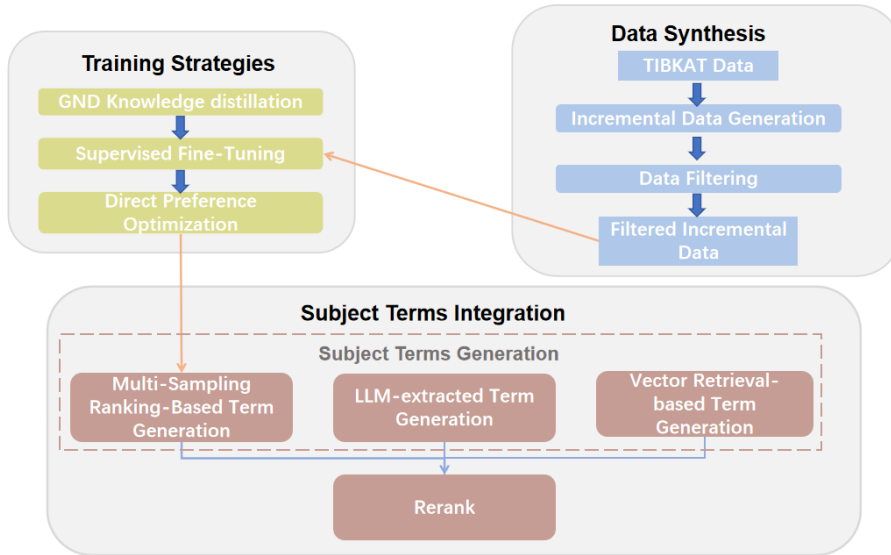 Training Strategies
GND Knowledge distillation
Supervised Fine-Tuning
Direct Preference
Optimization
Data Synthesis
TIBKAT Data
Incremental Data Generation
Data Filtering
Filtered Incremental
Data
Subject Terms Integration
Subject Terms Generation
Multi-Sampling
Ranking-Based Term
Generation
LLM-extracted Term
Generation
Vector Retrieval-
based Term
Generation
Rerank